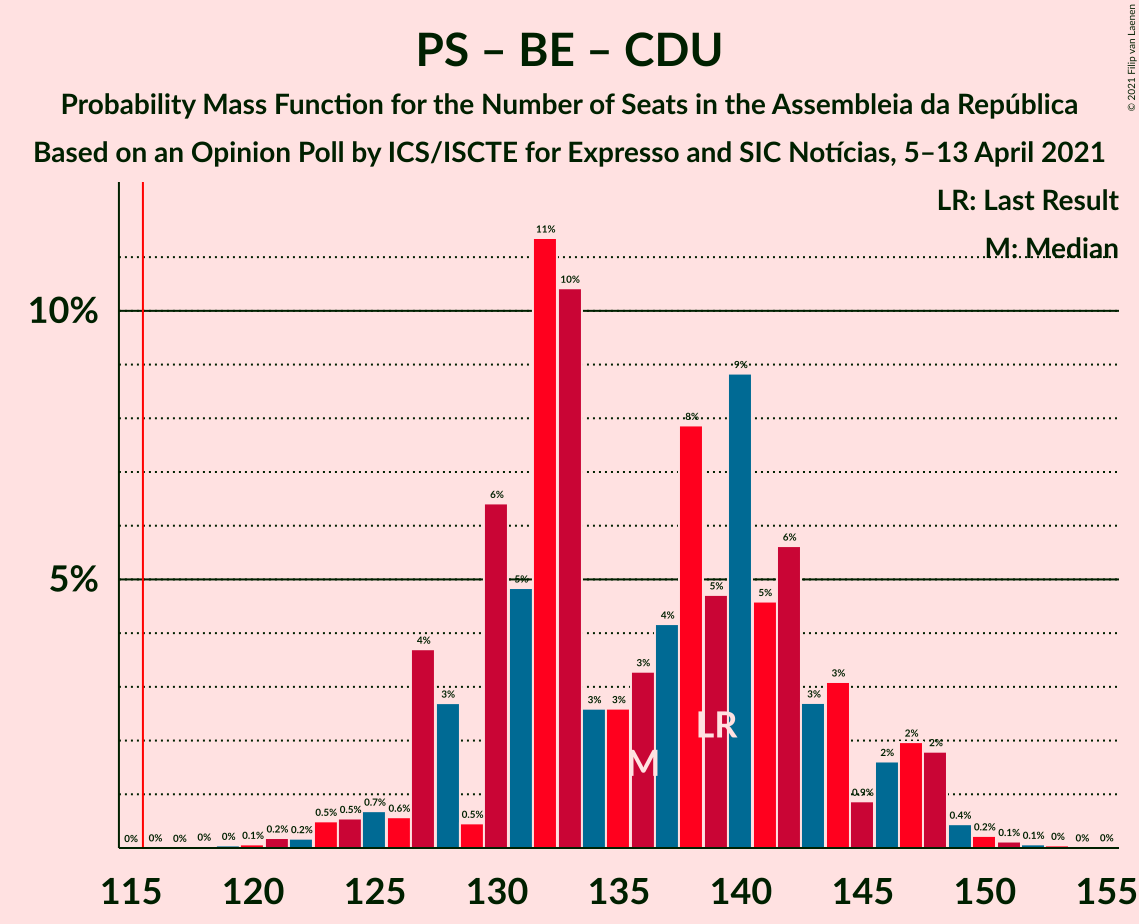 PS – BE – CDU
Probability Mass Function for the Number of Seats in the Assembleia da República
Based on an Opinion Poll by ICS/ISCTE for Expresso and SIC Notícias, 5–13 April 2021
© 2021 Filip van Laenen
LR: Last Result
M: Median
10%
5%
0% 0% 0% 0% 0% 0.1% 0.2% 0.2% 0.5% 0.5% 0.7% 0.6% 4% 3% 0.5% 6% 5% 11% 10% 3% 3% 3% 4% 8% 5% 9% 5% 6% 3% 3% 0.9% 2% 2% 2% 0.4% 0.2% 0.1% 0.1% 0% 0% 0%
M
LR
115 120 125 130 135 140 145 150 155